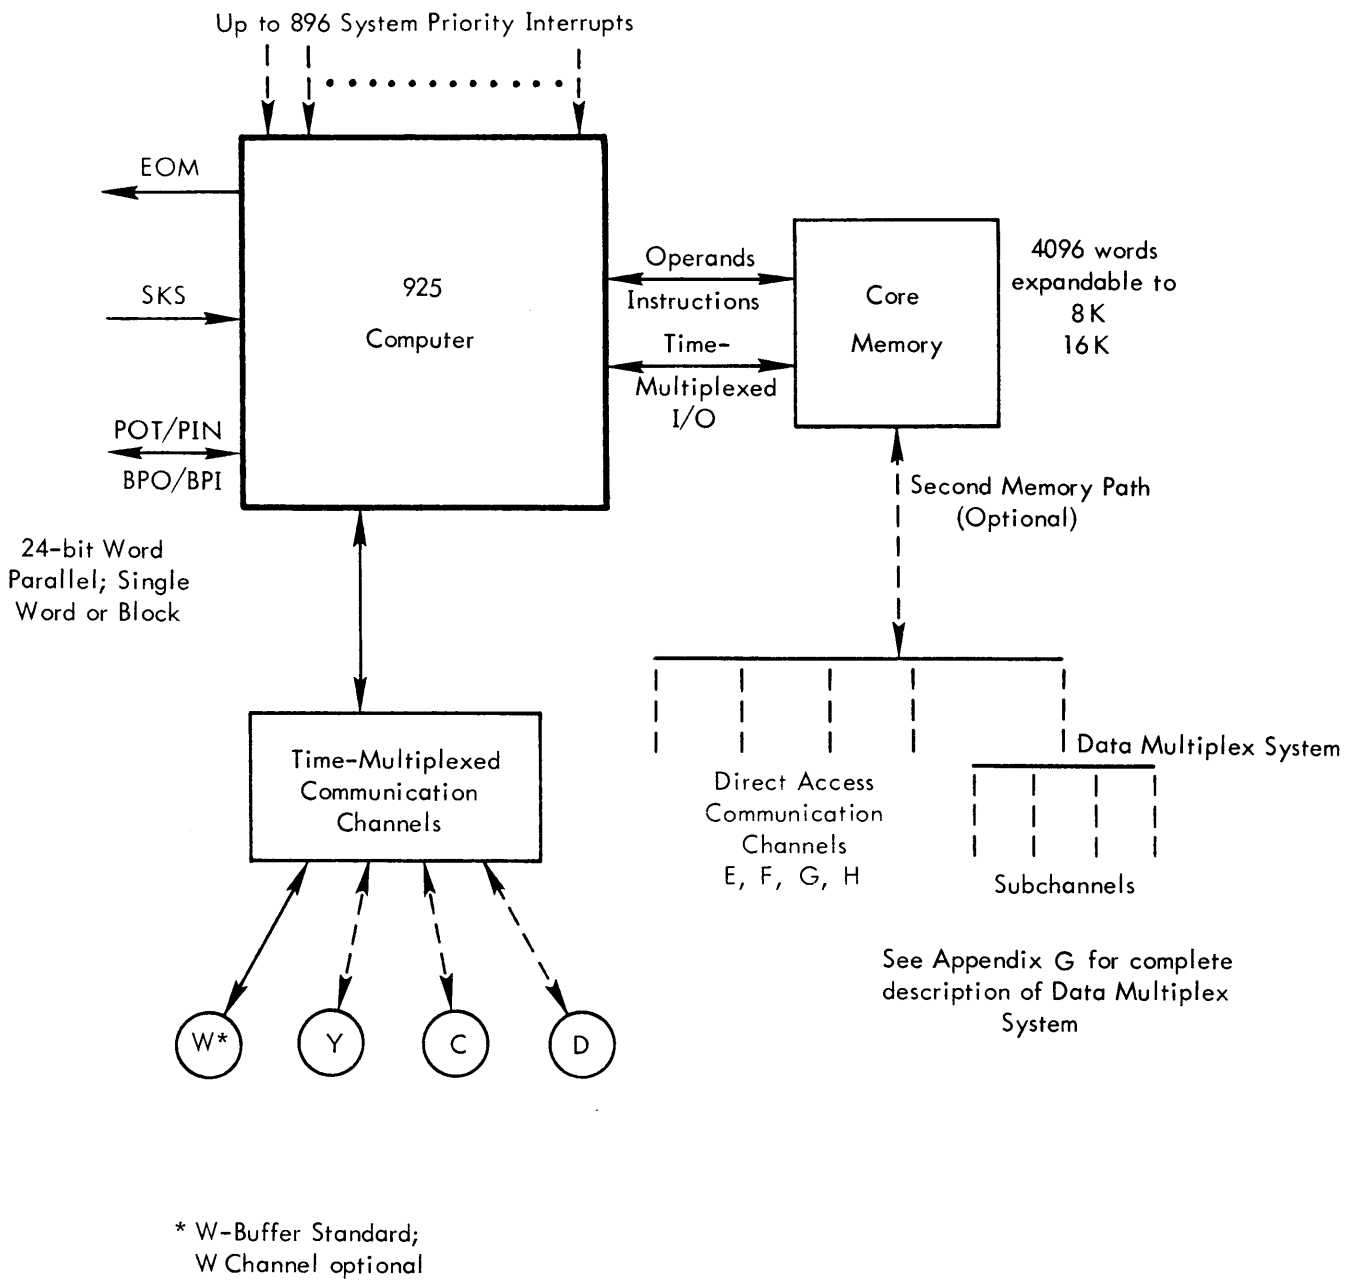 Up to 896 System Priority Interrupts
EOM
SKS
925
Computer
POT/PIN
BPO/BPI
Operands
Instructions
Time-
Multiplexed
I/O
Core
Memory
4096 words
expandable to
8K
16K
24-bit Word
Parallel; Single
Word or Block
Second Memory Path
(Optional)
Time-Multiplexed
Communication
Channels
Direct Access
Communication
Channels
E, F, G, H
Data Multiplex System
Subchannels
See Appendix G for complete
description of Data Multiplex
System
W*
Y
C
D
* W-Buffer Standard;
W Channel optional